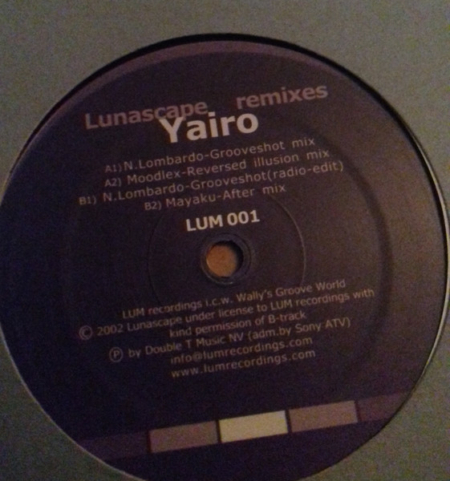 Lunascape remixes
Yairo
A1) N.Lombardo-Grooveshot mix
A2) Moodlex-Reversed illusion mix
B1) N.Lombardo-Grooveshot(radio-edit)
B2) Mayaku-After mix
LUM 001
LUM recordings i.c.w. Wally's Groove World
© 2002 Lunascape under license to LUM recordings with
kind permission of B-track
℗ by Double T Music NV (adm.by Sony ATV)
info@lumrecordings.com
www.lumrecordings.com